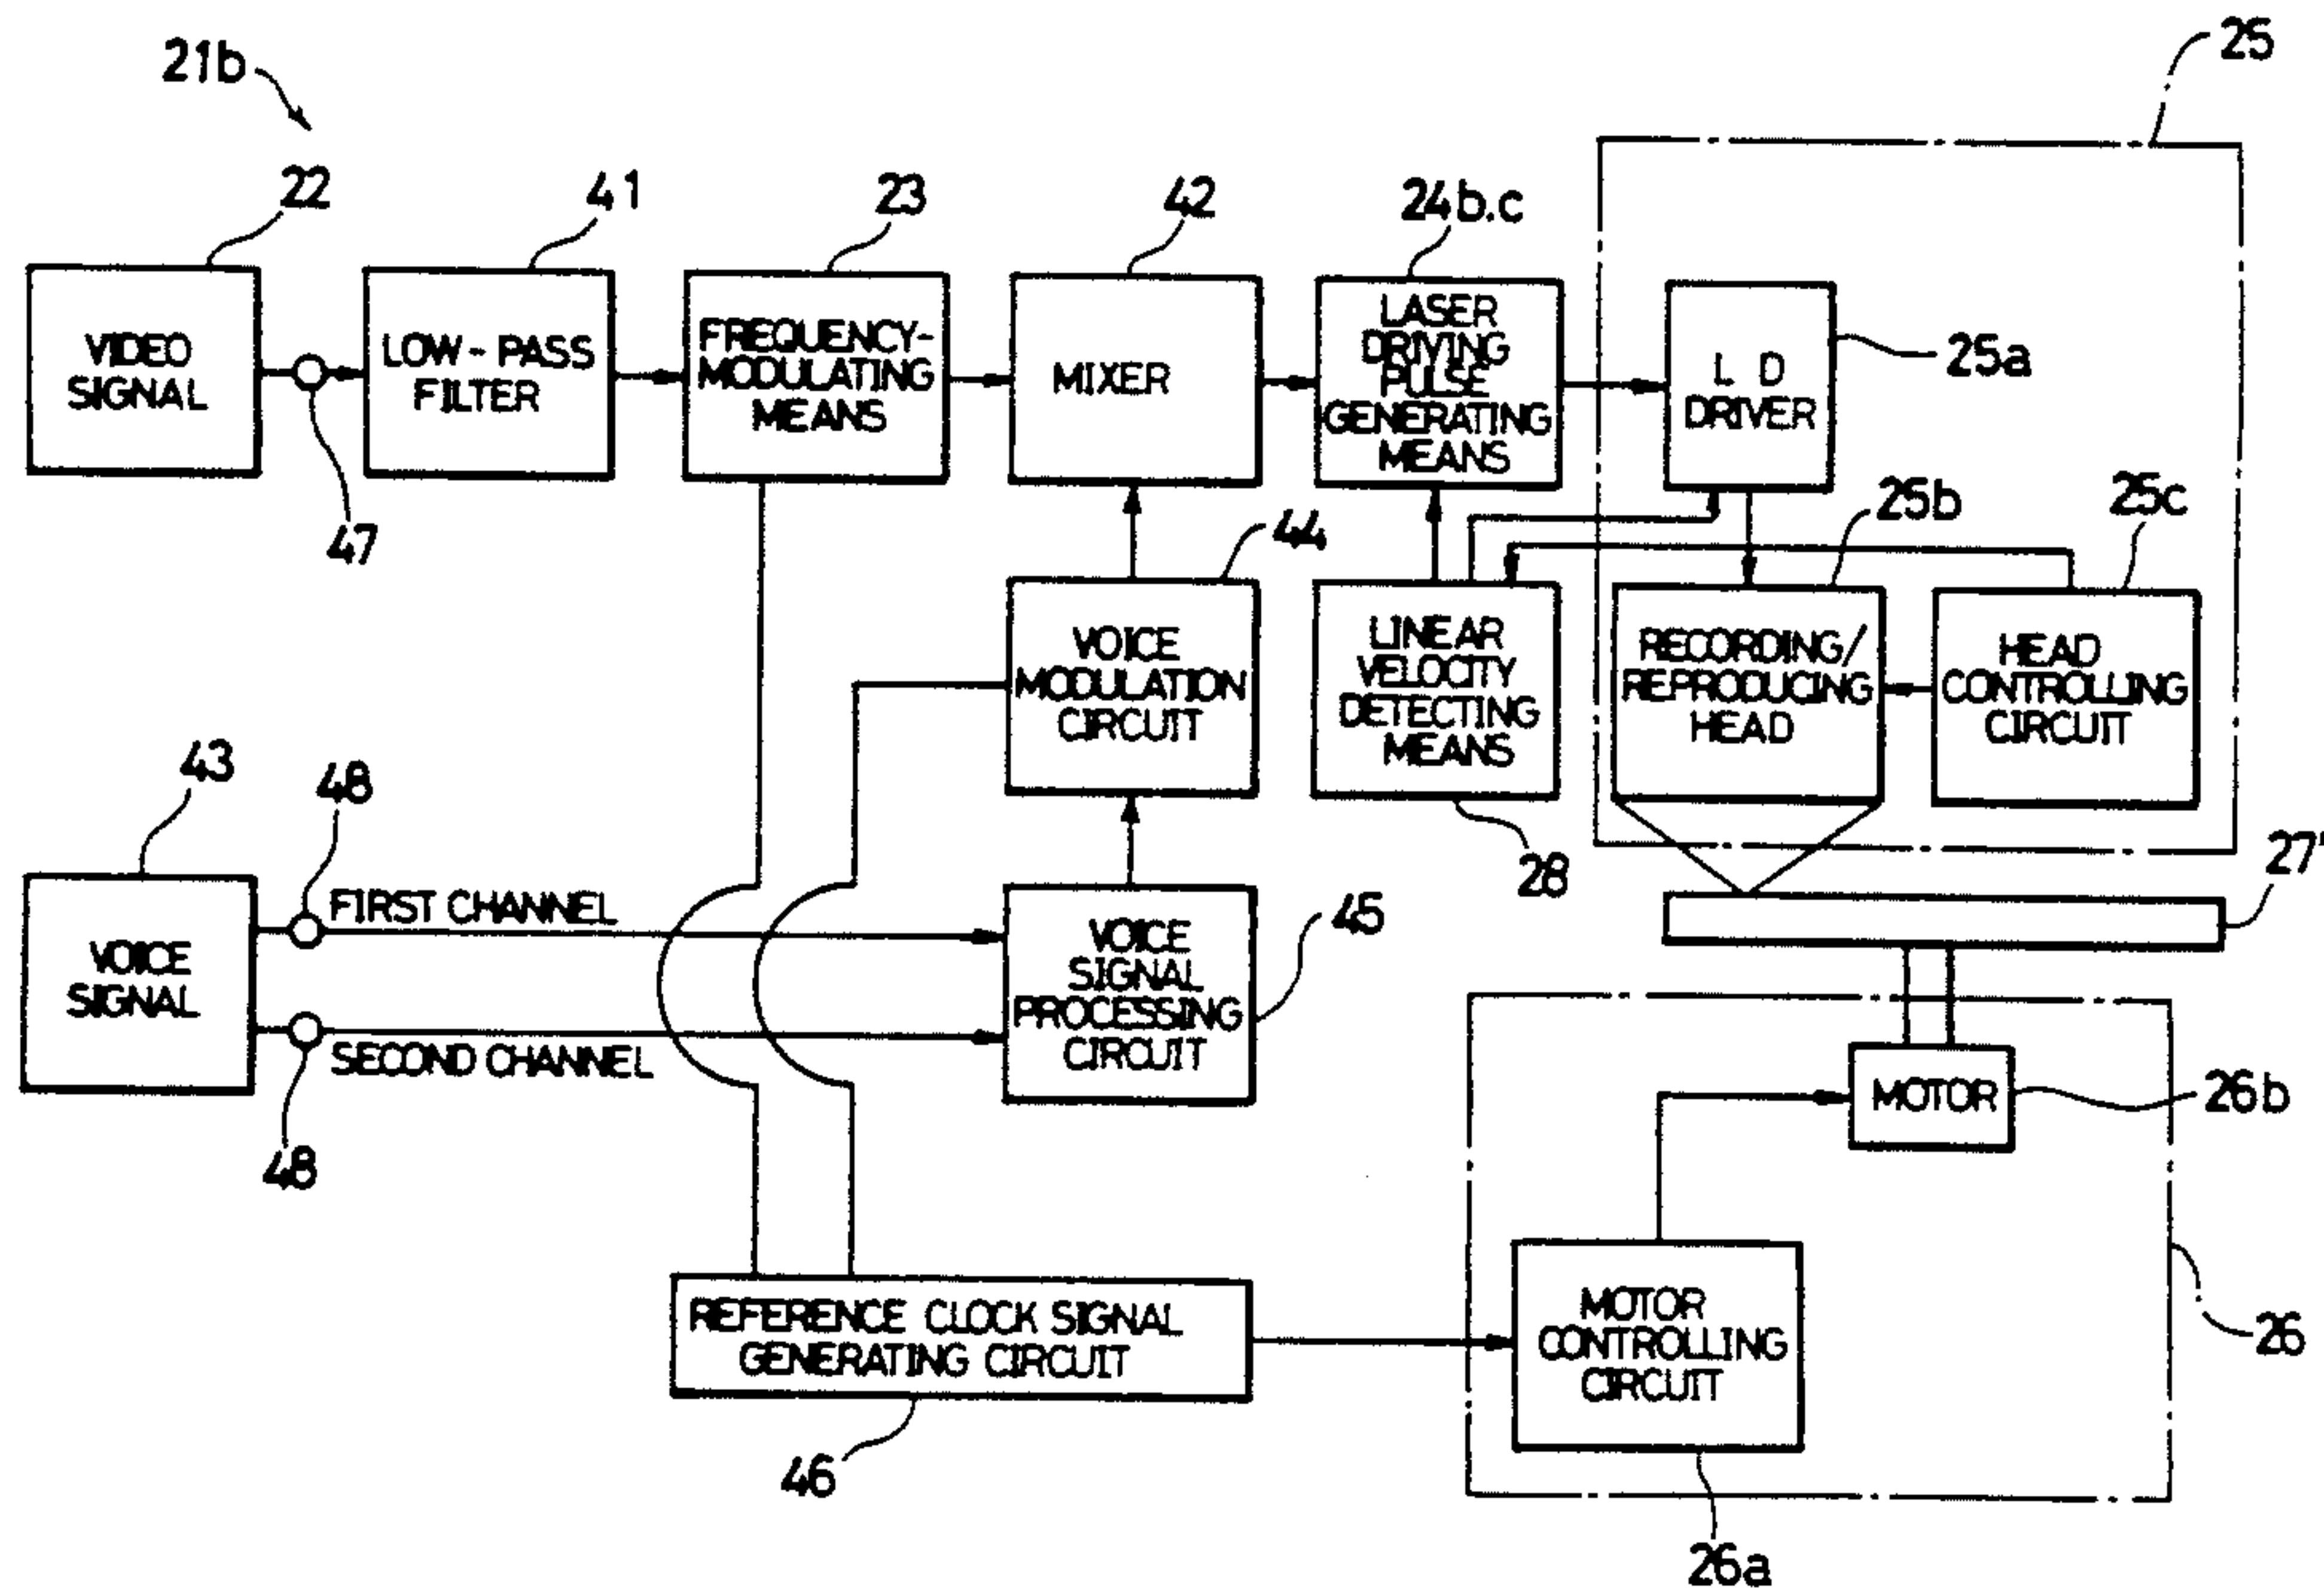 21b
25
22
41
23
42
24b.c
VIDEO
SIGNAL
LOW-PASS
FILTER
FREQUENCY-
MODULATING
MEANS
MIXER
LASER
DRIVING
PULSE
GENERATING
MEANS
L D
DRIVER
25a
47
44
25b
25c
VOICE
MODULATION
CIRCUIT
LINEAR
VELOCITY
DETECTING
MEANS
RECORDING/
REPRODUCING
HEAD
HEAD
CONTROLLING
CIRCUIT
43
48
28
27'
FIRST CHANNEL
VOICE
SIGNAL
SECOND CHANNEL
48
VOICE
SIGNAL
PROCESSING
CIRCUIT
45
MOTOR
26b
REFERENCE CLOCK SIGNAL
GENERATING CIRCUIT
46
MOTOR
CONTROLLING
CIRCUIT
26
26a